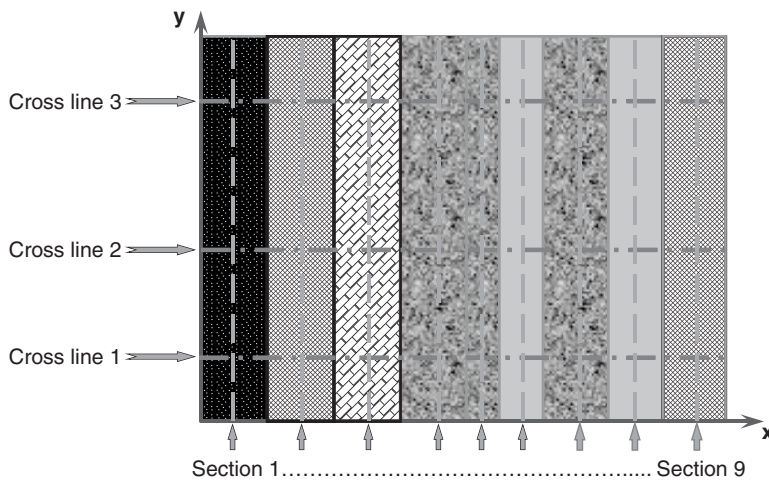 y
Cross line 3
Cross line 2
Cross line 1
x
Section 1............................................... Section 9